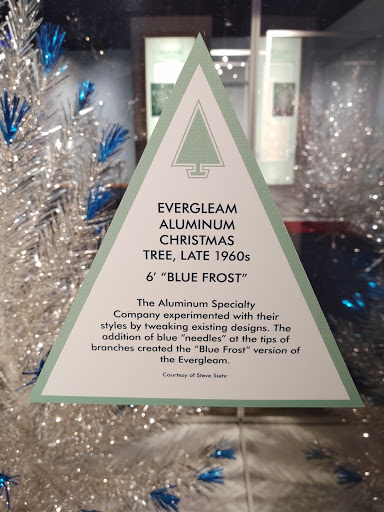 EVERGLEAM
ALUMINUM
CHRISTMAS
TREE, LATE 1960s
6' "BLUE FROST"
The Aluminum Specialty
Company experimented with their
styles by tweaking existing designs. The
addition of blue "needles" at the tips of
branches created the "Blue Frost" version of
the Evergleam.
Courtesy of Steve Siehr